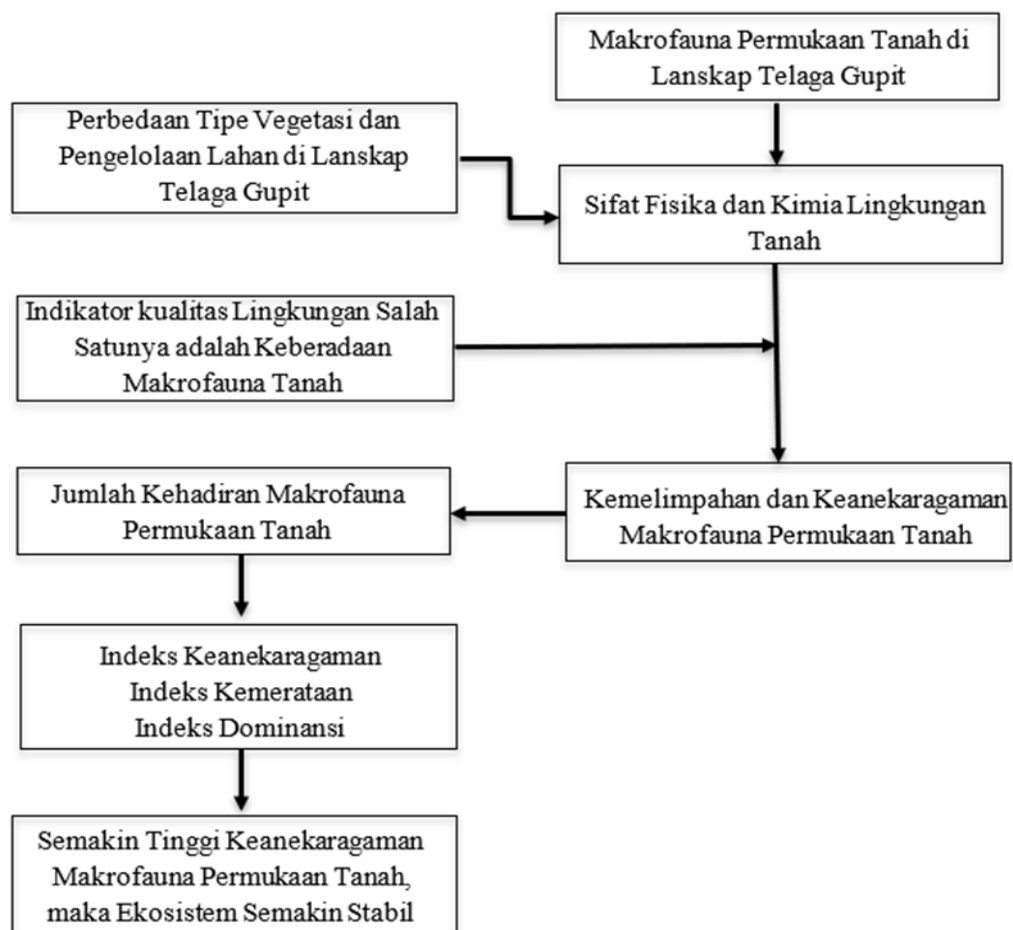 Makrofauna Permukaan Tanah di
Lanskap Telaga Gupit
Perbedaan Tipe Vegetasi dan
Pengelolaan Lahan di Lanskap
Telaga Gupit
Sifat Fisika dan Kimia Lingkungan
Tanah
Indikator kualitas Lingkungan Salah
Satunya adalah Keberadaan
Makrofauna Tanah
Kemelimpahan dan Keanekaragaman
Makrofauna Permukaan Tanah
Jumlah Kehadiran Makrofauna
Permukaan Tanah
Indeks Keanekaragaman
Indeks Kemerataan
Indeks Dominansi
Semakin Tinggi Keanekaragaman
Makrofauna Permukaan Tanah,
maka Ekosistem Semakin Stabil